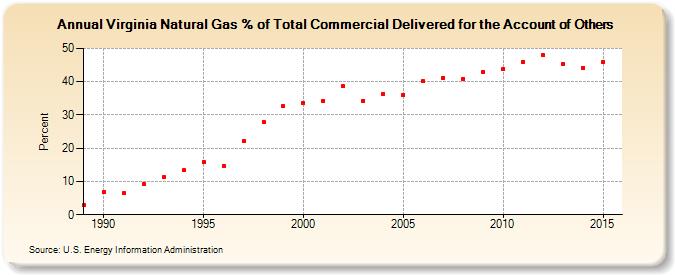 Annual Virginia Natural Gas % of Total Commercial Delivered for the Account of Others
50
40
30
20
10
0
Percent
1990 1995 2000 2005 2010 2015
Source: U.S. Energy Information Administration